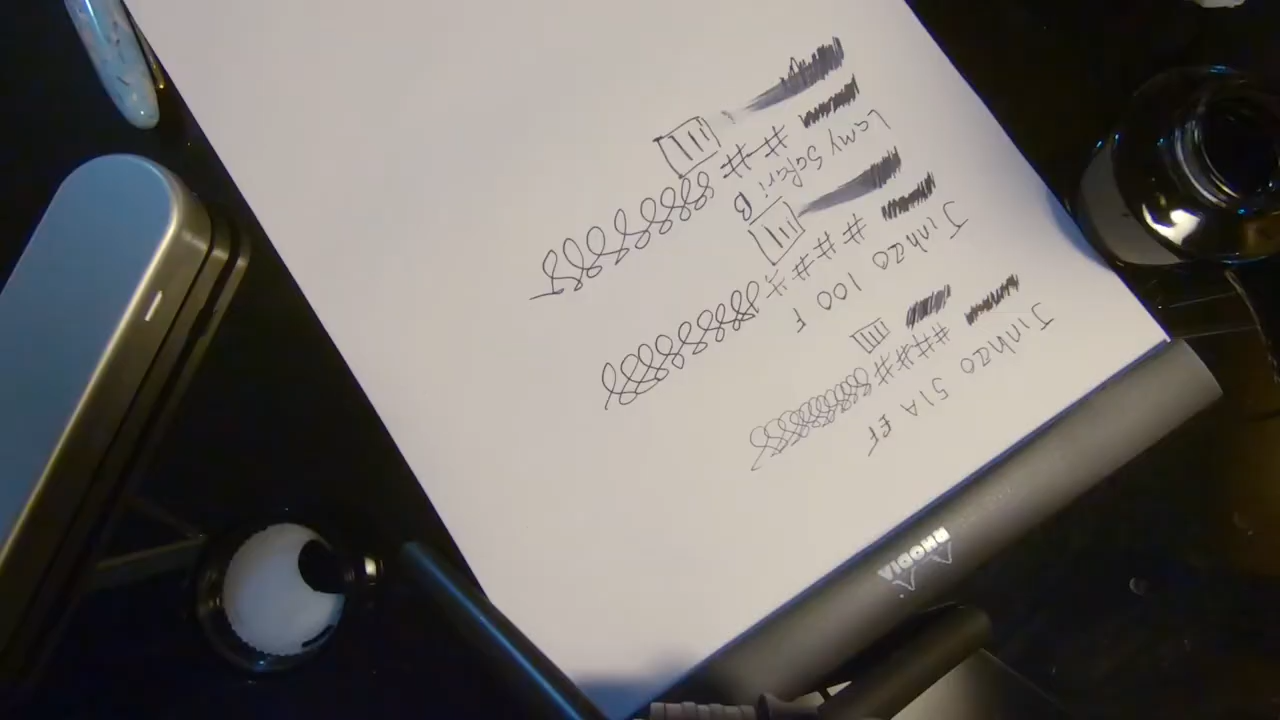 RHODIA
Jinhao 51A EF
####
Jinhao 100 F
####
Lamy Safari B
##